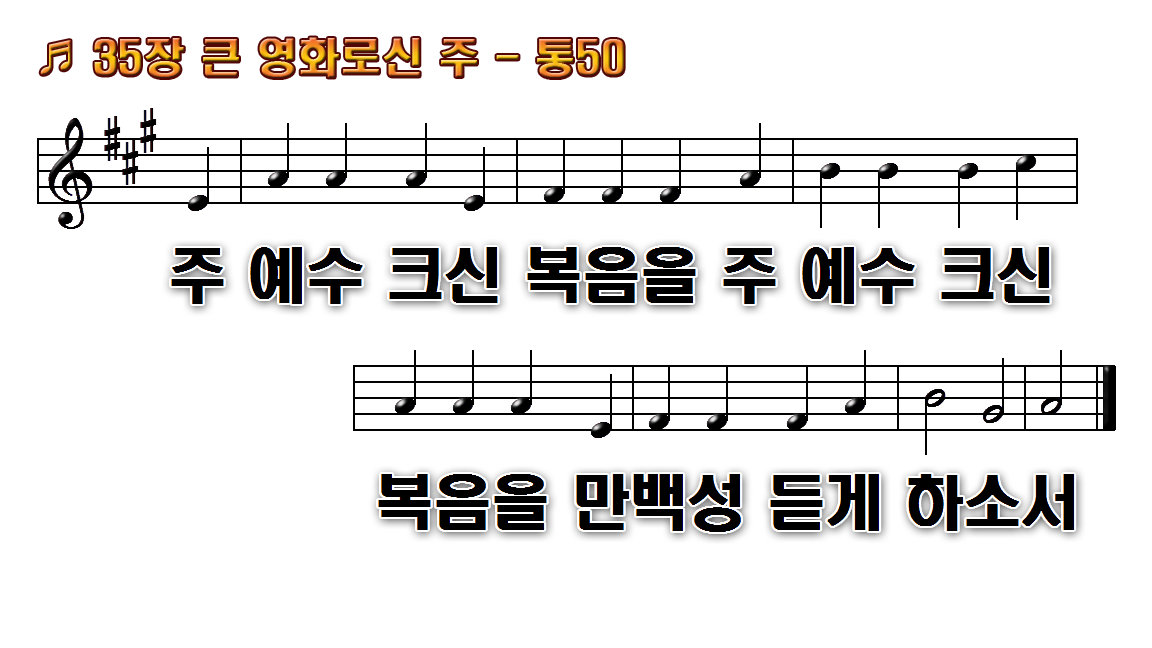 35장 큰 영화로신 주 - 통50
주 예수 크신 복음을 주 예수 크신
복음을 만백성 듣게 하소서